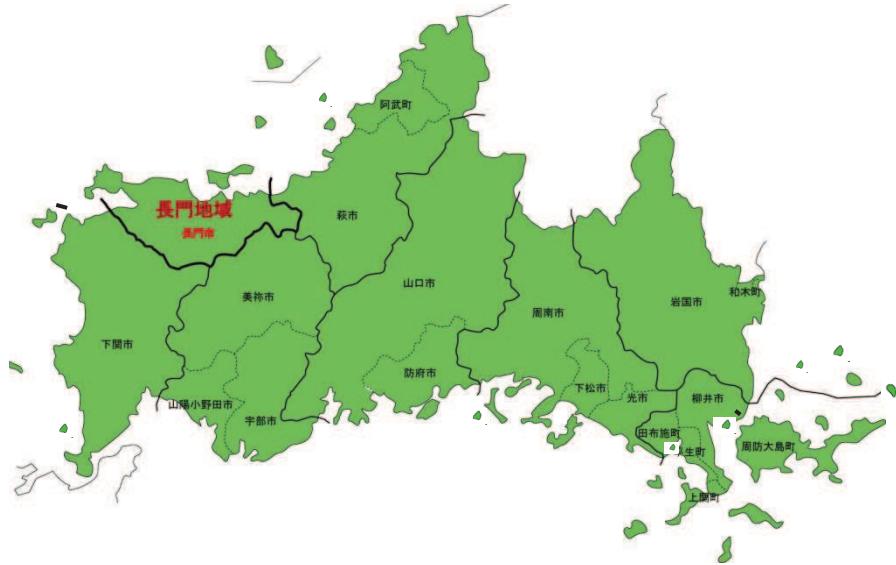 阿武町
長門地域
長門市
萩市
山口市
美祢市
周南市
岩国市
和木町
下関市
防府市
下松市
光市
柳井市
山陽小野田市
宇部市
田布施町
生町
周防大島町
上関町